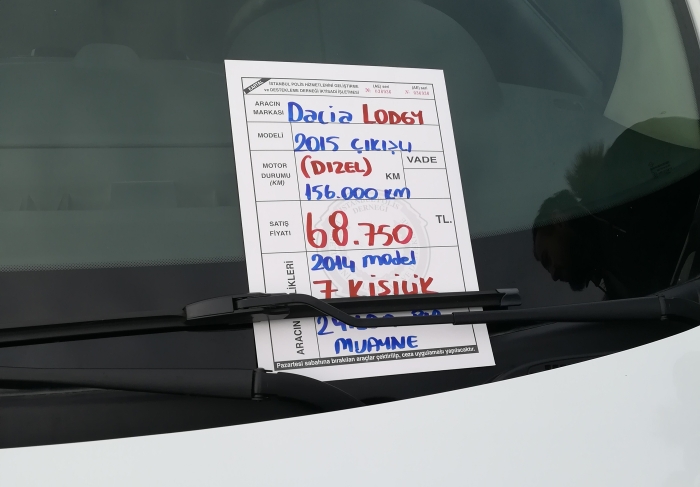 İSTANBUL POLİS HİZMETLERİNİ GELİŞTİRME
ve DESTEKLEME DERNEĞİ İKTİSADİ İŞLETMESİ
ARACIN MARKASI Dacia LODGY
MODELİ 2015 ÇIKIŞLI
MOTOR DURUMU (KM) (DIZEL) KM VADE
156.000 KM
SATIŞ FİYATI 68.750 TL.
2014 model
7 KİŞİLİK
ARACIN
MUAYNE
Pazartesi sabahına bırakılan araçlar çektirilip, ceza uygulaması yapılacaktır.